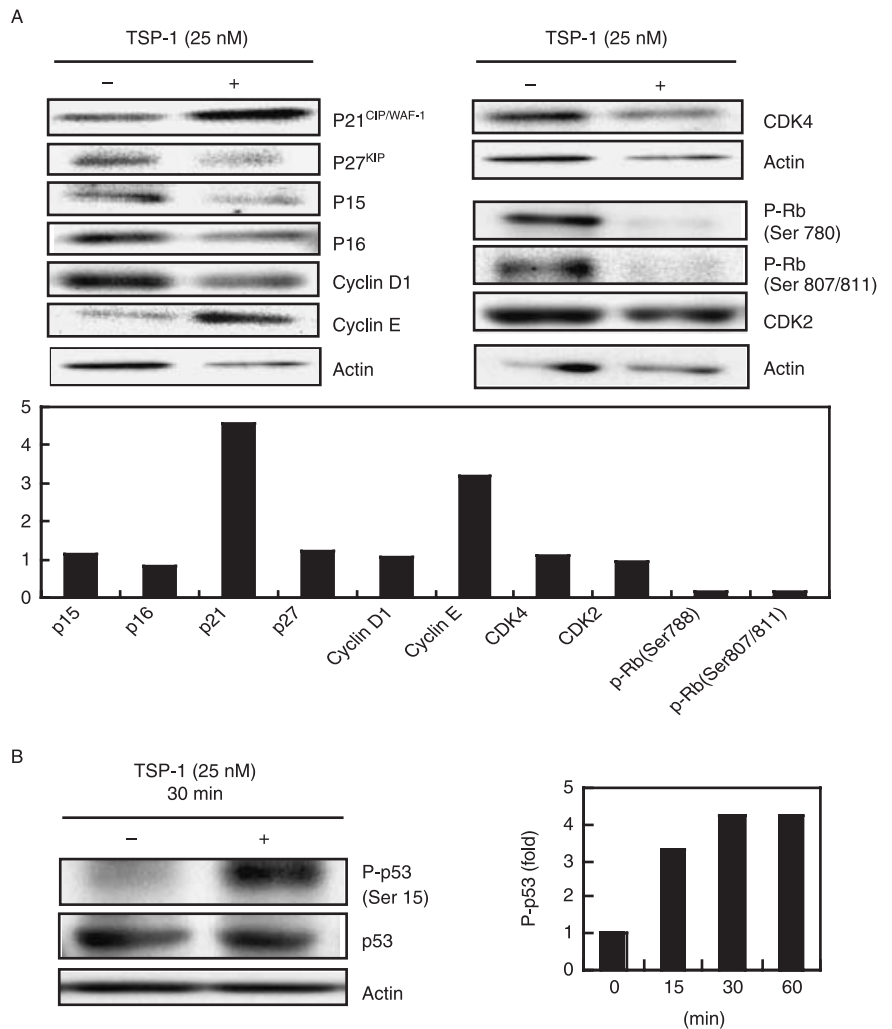 A
TSP-1 (25 nM)
– +
P21CIP/WAF-1
P27KIP
P15
P16
Cyclin D1
Cyclin E
Actin
TSP-1 (25 nM)
– +
CDK4
Actin
P-Rb
(Ser 780)
P-Rb
(Ser 807/811)
CDK2
Actin
5
4
3
2
1
0
p15 p16 p21 p27 Cyclin D1 Cyclin E CDK4 CDK2 p-Rb(Ser788) p-Rb(Ser807/811)
B
TSP-1 (25 nM)
30 min
– +
P-p53
(Ser 15)
p53
Actin
P-p53 (fold)
5
4
3
2
1
0
0 15 30 60
(min)